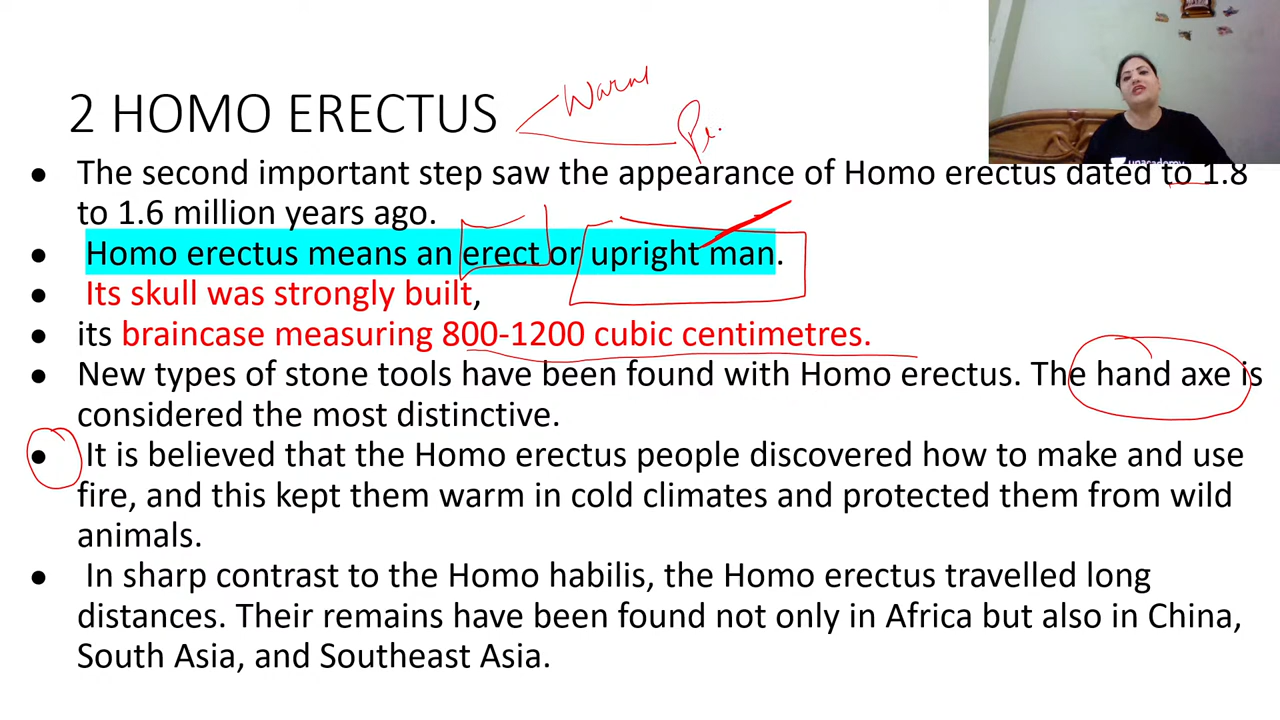 2 HOMO ERECTUS
Warm
unacademy
• The second important step saw the appearance of Homo erectus dated to 1.8
to 1.6 million years ago.
• Homo erectus means an erect or upright man.
• Its skull was strongly built,
• its braincase measuring 800-1200 cubic centimetres.
• New types of stone tools have been found with Homo erectus. The hand axe is
considered the most distinctive.
• It is believed that the Homo erectus people discovered how to make and use
fire, and this kept them warm in cold climates and protected them from wild
animals.
• In sharp contrast to the Homo habilis, the Homo erectus travelled long
distances. Their remains have been found not only in Africa but also in China,
South Asia, and Southeast Asia.